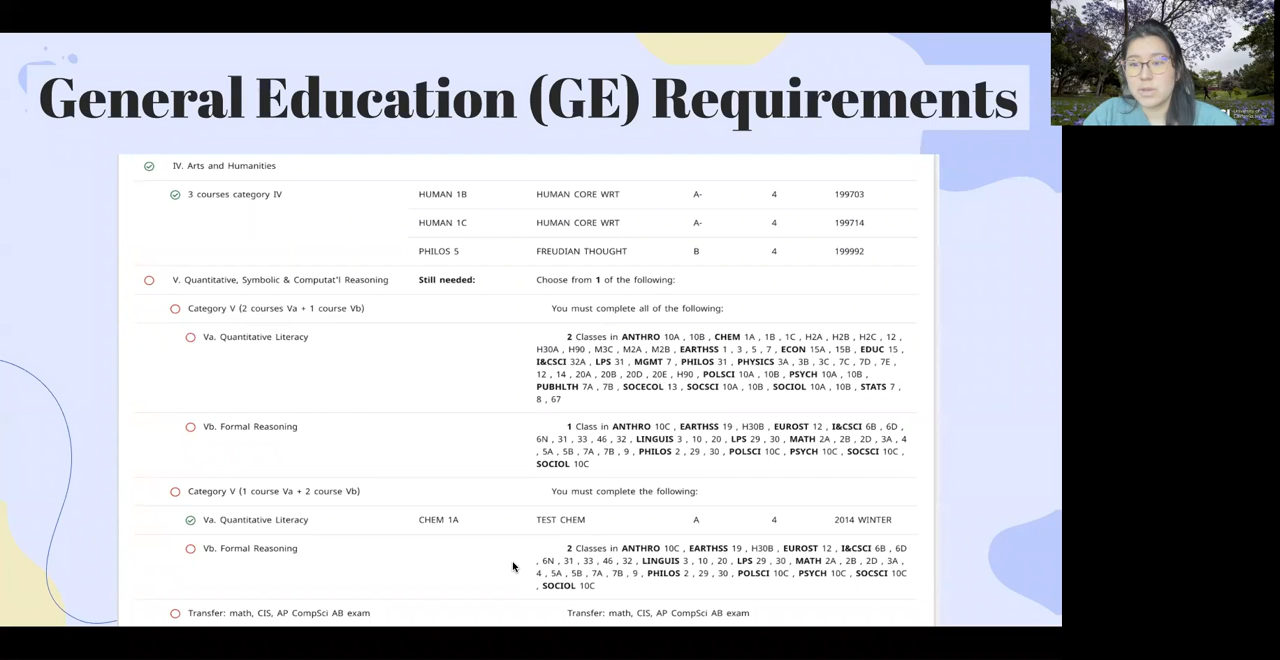 General Education (GE) Requirements
IV. Arts and Humanities
3 courses category IV HUMAN 1B HUMAN CORE WRT A- 4 199703
HUMAN 1C HUMAN CORE WRT A- 4 199714
PHILOS 5 FREUDIAN THOUGHT B 4 199992
V. Quantitative, Symbolic & Computat'l Reasoning Still needed: Choose from 1 of the following:
Category V (2 courses Va + 1 course Vb) You must complete all of the following:
Va. Quantitative Literacy 2 Classes in ANTHRO 10A , 10B , CHEM 1A , 1B , 1C , H2A , H2B , H2C , 12 ,
H30A , H90 , M3C , M2A , M2B , EARTHSS 1 , 3 , 5 , 7 , ECON 15A , 15B , EDUC 15 ,
I&CSCI 32A , LPS 31 , MGMT 7 , PHILOS 31 , PHYSICS 3A , 3B , 3C , 7C , 7D , 7E ,
12 , 14 , 20A , 20B , 20D , 20E , H90 , POLSCI 10A , 10B , PSYCH 10A , 10B ,
PUBHLTH 7A , 7B , SOCECOL 13 , SOCSCI 10A , 10B , SOCIOL 10A , 10B , STATS 7 ,
8 , 67
Vb. Formal Reasoning 1 Class in ANTHRO 10C , EARTHSS 19 , H30B , EUROST 12 , I&CSCI 6B , 6D ,
6N , 31 , 33 , 46 , 32 , LINGUIS 3 , 10 , 20 , LPS 29 , 30 , MATH 2A , 2B , 2D , 3A , 4
, 5A , 5B , 7A , 7B , 9 , PHILOS 2 , 29 , 30 , POLSCI 10C , PSYCH 10C , SOCSCI 10C ,
SOCIOL 10C
Category V (1 course Va + 2 course Vb) You must complete the following:
Va. Quantitative Literacy CHEM 1A TEST CHEM A 4 2014 WINTER
Vb. Formal Reasoning 2 Classes in ANTHRO 10C , EARTHSS 19 , H30B , EUROST 12 , I&CSCI 6B , 6D
, 6N , 31 , 33 , 46 , 32 , LINGUIS 3 , 10 , 20 , LPS 29 , 30 , MATH 2A , 2B , 2D , 3A ,
4 , 5A , 5B , 7A , 7B , 9 , PHILOS 2 , 29 , 30 , POLSCI 10C , PSYCH 10C , SOCSCI 10C
, SOCIOL 10C
Transfer: math, CIS, AP CompSci AB exam Transfer: math, CIS, AP CompSci AB exam